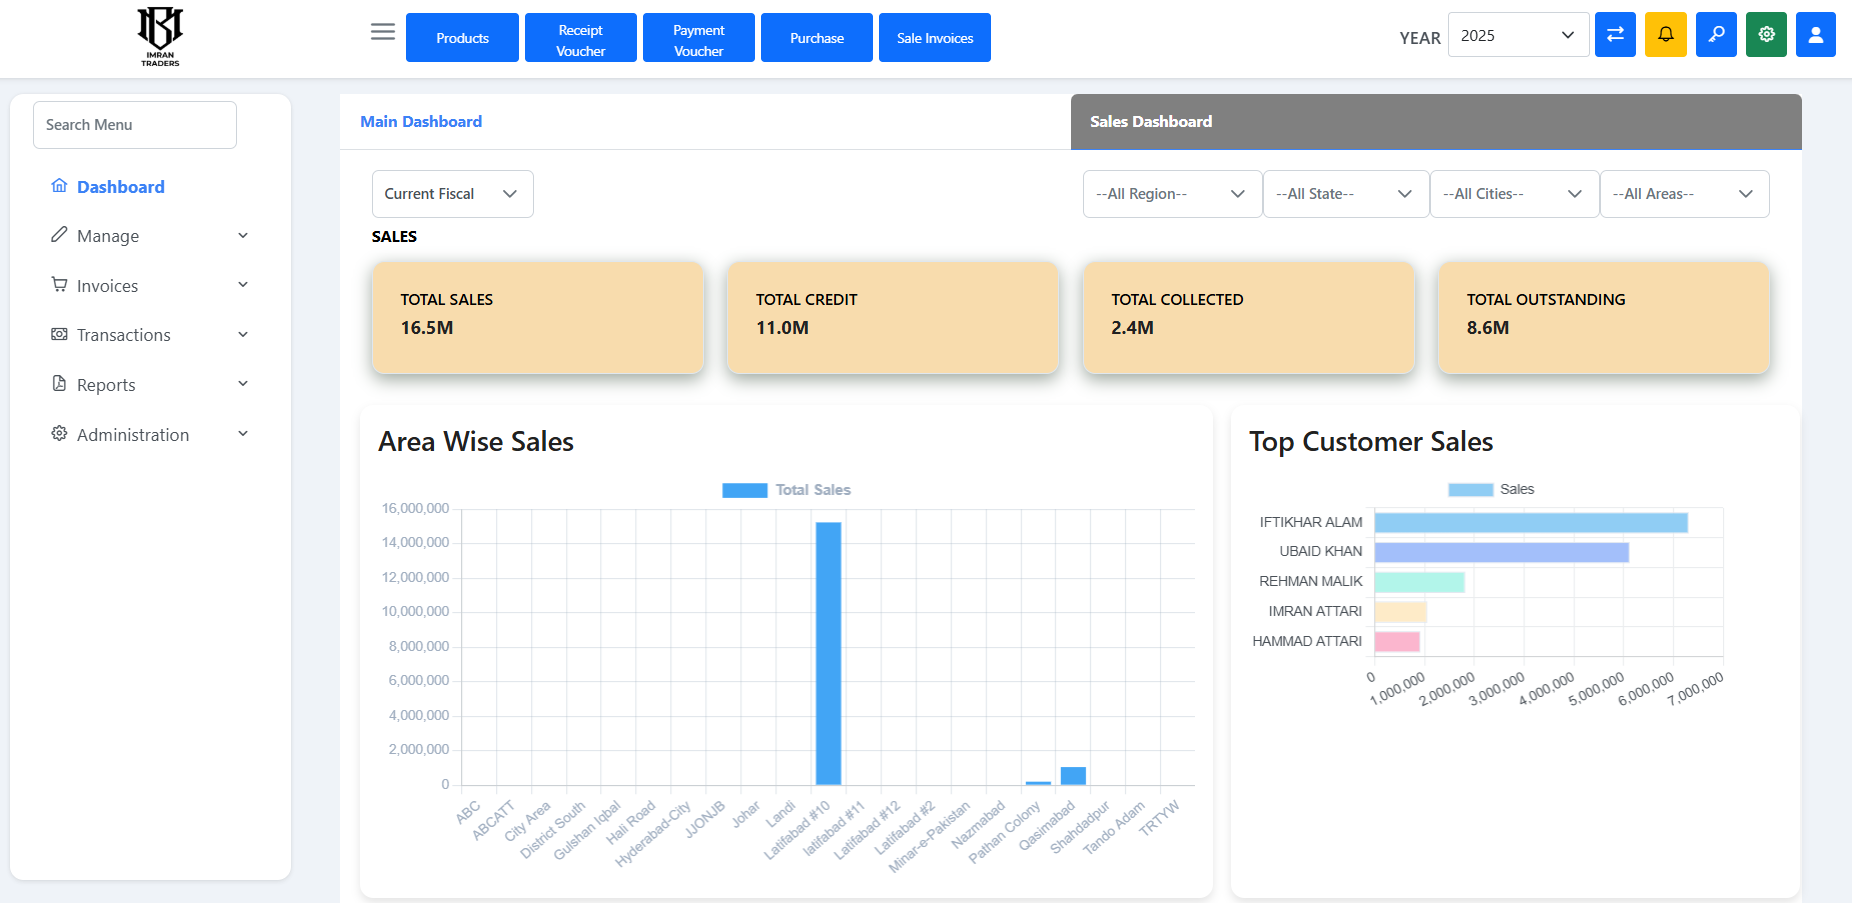 IMRAN
TRADERS
Products
Receipt
Voucher
Payment
Voucher
Purchase
Sale Invoices
YEAR
2025
Search Menu
Dashboard
Manage
Invoices
Transactions
Reports
Administration
Main Dashboard
Sales Dashboard
Current Fiscal
--All Region--
--All State--
--All Cities--
--All Areas--
SALES
TOTAL SALES
16.5M
TOTAL CREDIT
11.0M
TOTAL COLLECTED
2.4M
TOTAL OUTSTANDING
8.6M
Area Wise Sales
Total Sales
16,000,000
14,000,000
12,000,000
10,000,000
8,000,000
6,000,000
4,000,000
2,000,000
0
ABC
ABCATT
City Area
District South
Gulshan Iqbal
Hali Road
Hyderabad-City
JJONJB
Johar
Landi
Latifabad #10
latifabad #11
Latifabad #12
Latifabad #2
Minar-e-Pakistan
Nazmabad
Pathan Colony
Qasimabad
Shahdadpur
Tando Adam
TRTYW
Top Customer Sales
Sales
IFTIKHAR ALAM
UBAID KHAN
REHMAN MALIK
IMRAN ATTARI
HAMMAD ATTARI
0
1,000,000
2,000,000
3,000,000
4,000,000
5,000,000
6,000,000
7,000,000